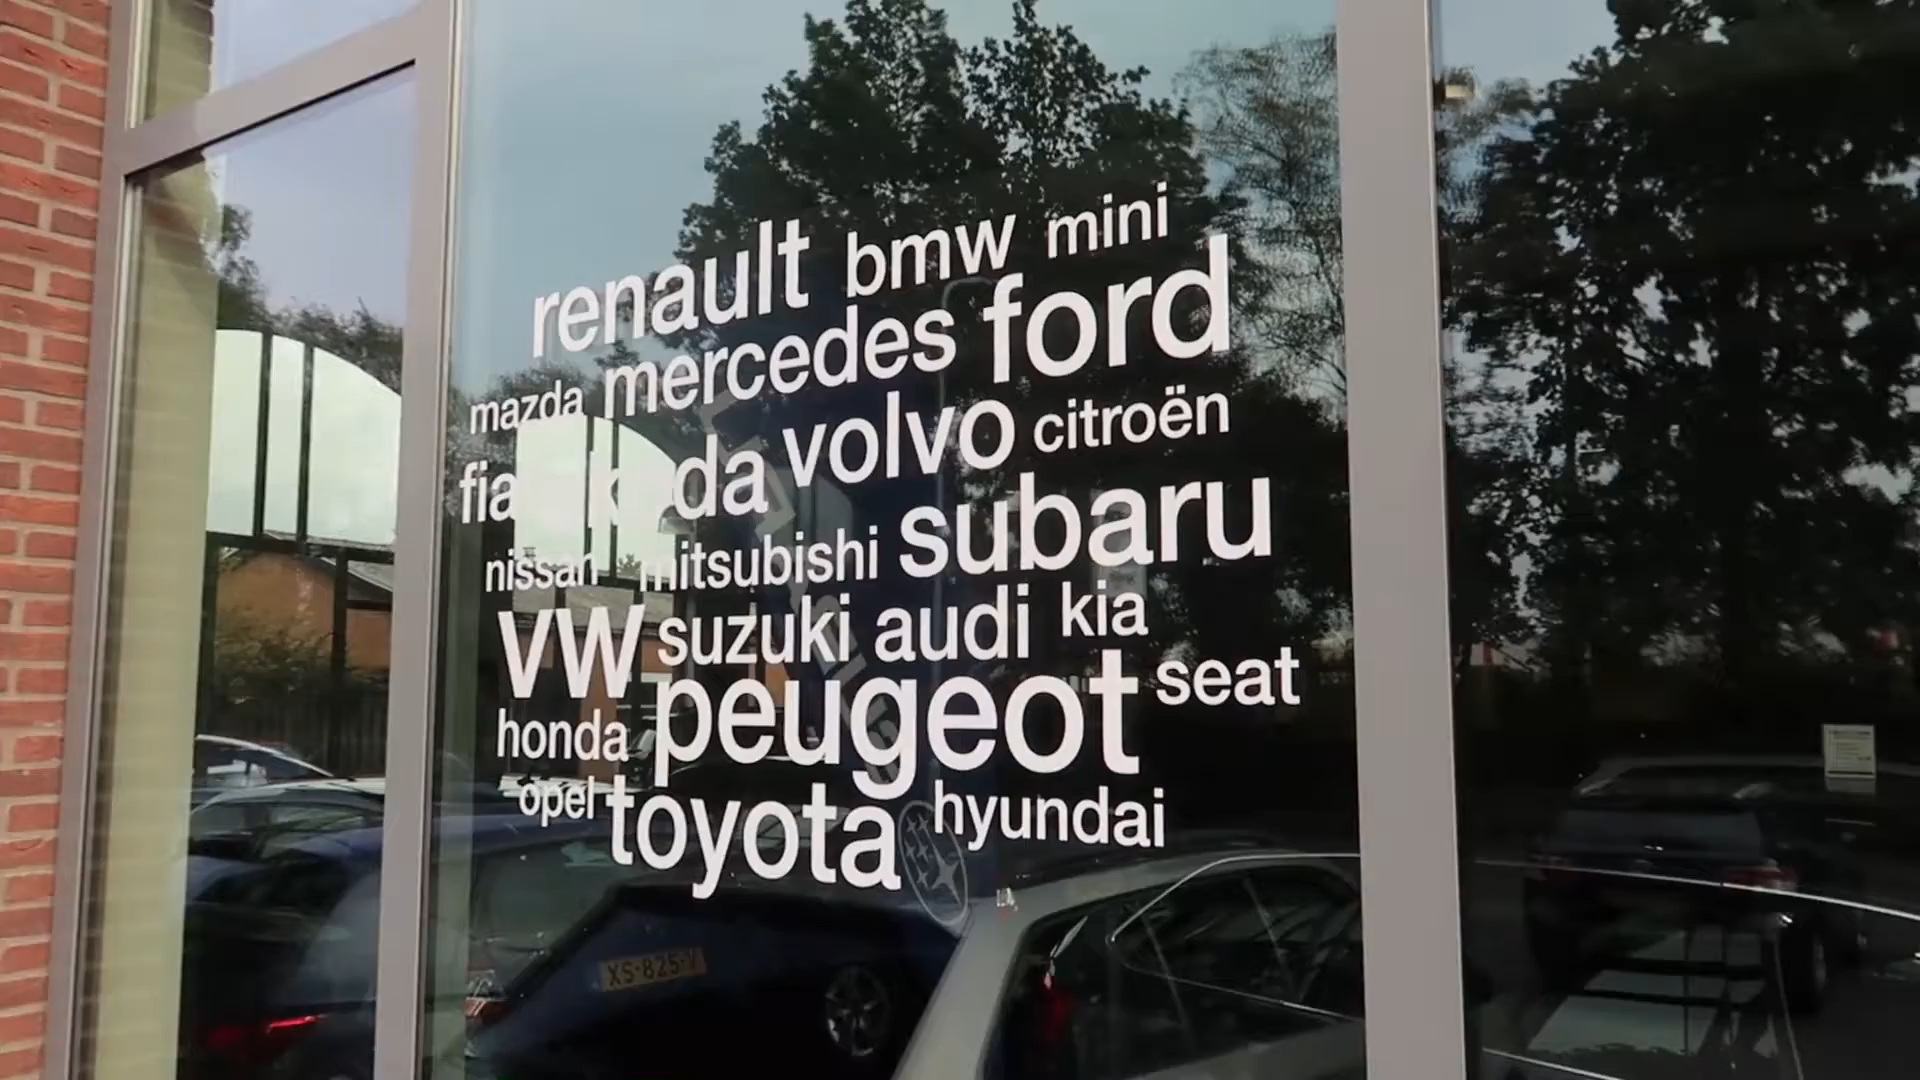 renault bmw mini
mazda mercedes ford
volvo citroën
nissan mitsubishi subaru
VW suzuki audi kia
honda peugeot seat
opel toyota hyundai
XS-825-V